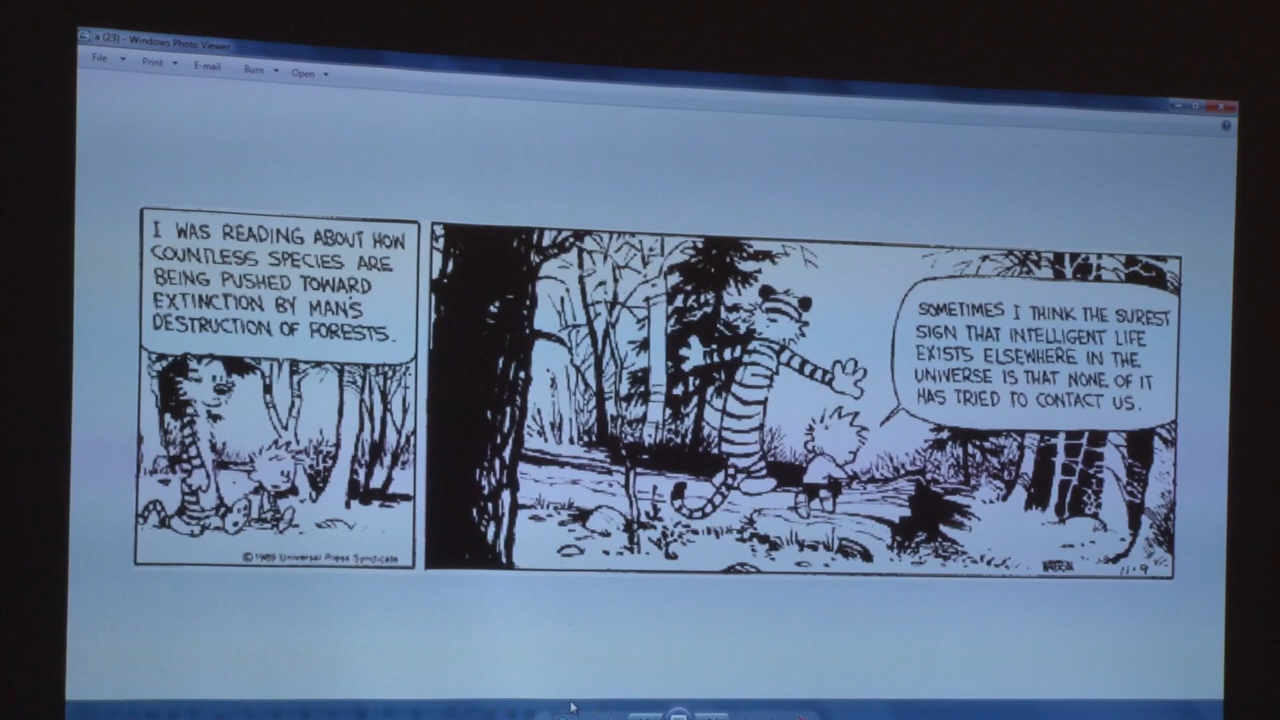 a (23) - Windows Photo Viewer
File Print E-mail Burn Open
I WAS READING ABOUT HOW
COUNTLESS SPECIES ARE
BEING PUSHED TOWARD
EXTINCTION BY MAN'S
DESTRUCTION OF FORESTS.
© 1989 Universal Press Syndicate
SOMETIMES I THINK THE SUREST
SIGN THAT INTELLIGENT LIFE
EXISTS ELSEWHERE IN THE
UNIVERSE IS THAT NONE OF IT
HAS TRIED TO CONTACT US.
WATTERSON
11-9